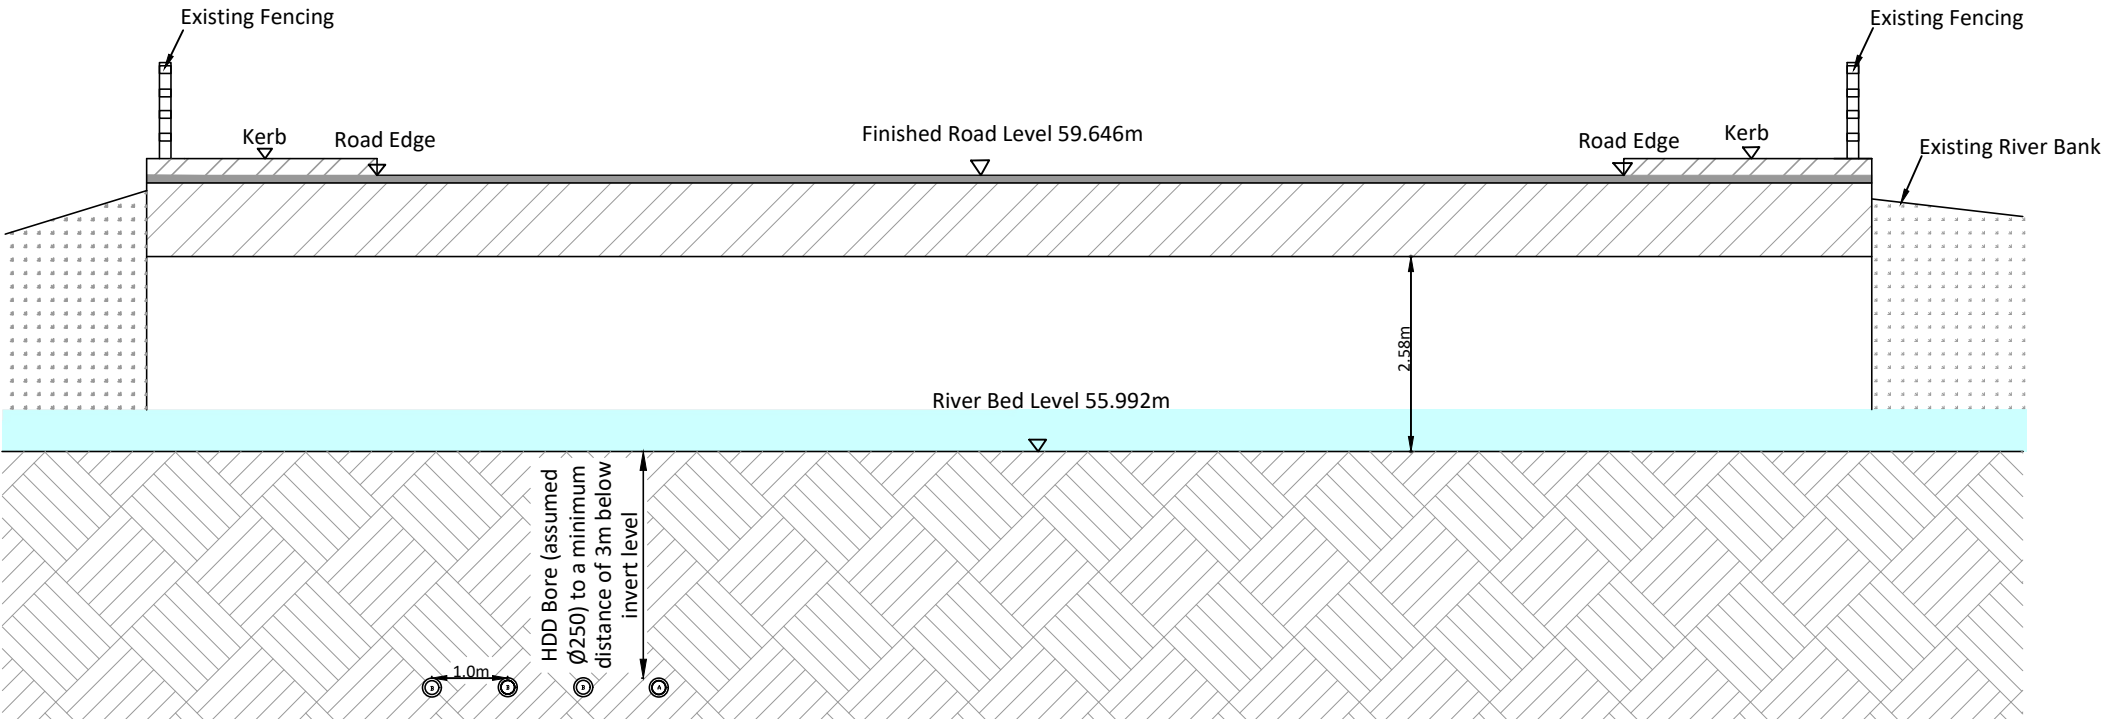 Existing Fencing
Existing Fencing
Kerb
Road Edge
Finished Road Level 59.646m
Road Edge
Kerb
Existing River Bank
2.58m
River Bed Level 55.992m
HDD Bore (assumed
Ø250) to a minimum
distance of 3m below
invert level
1.0m